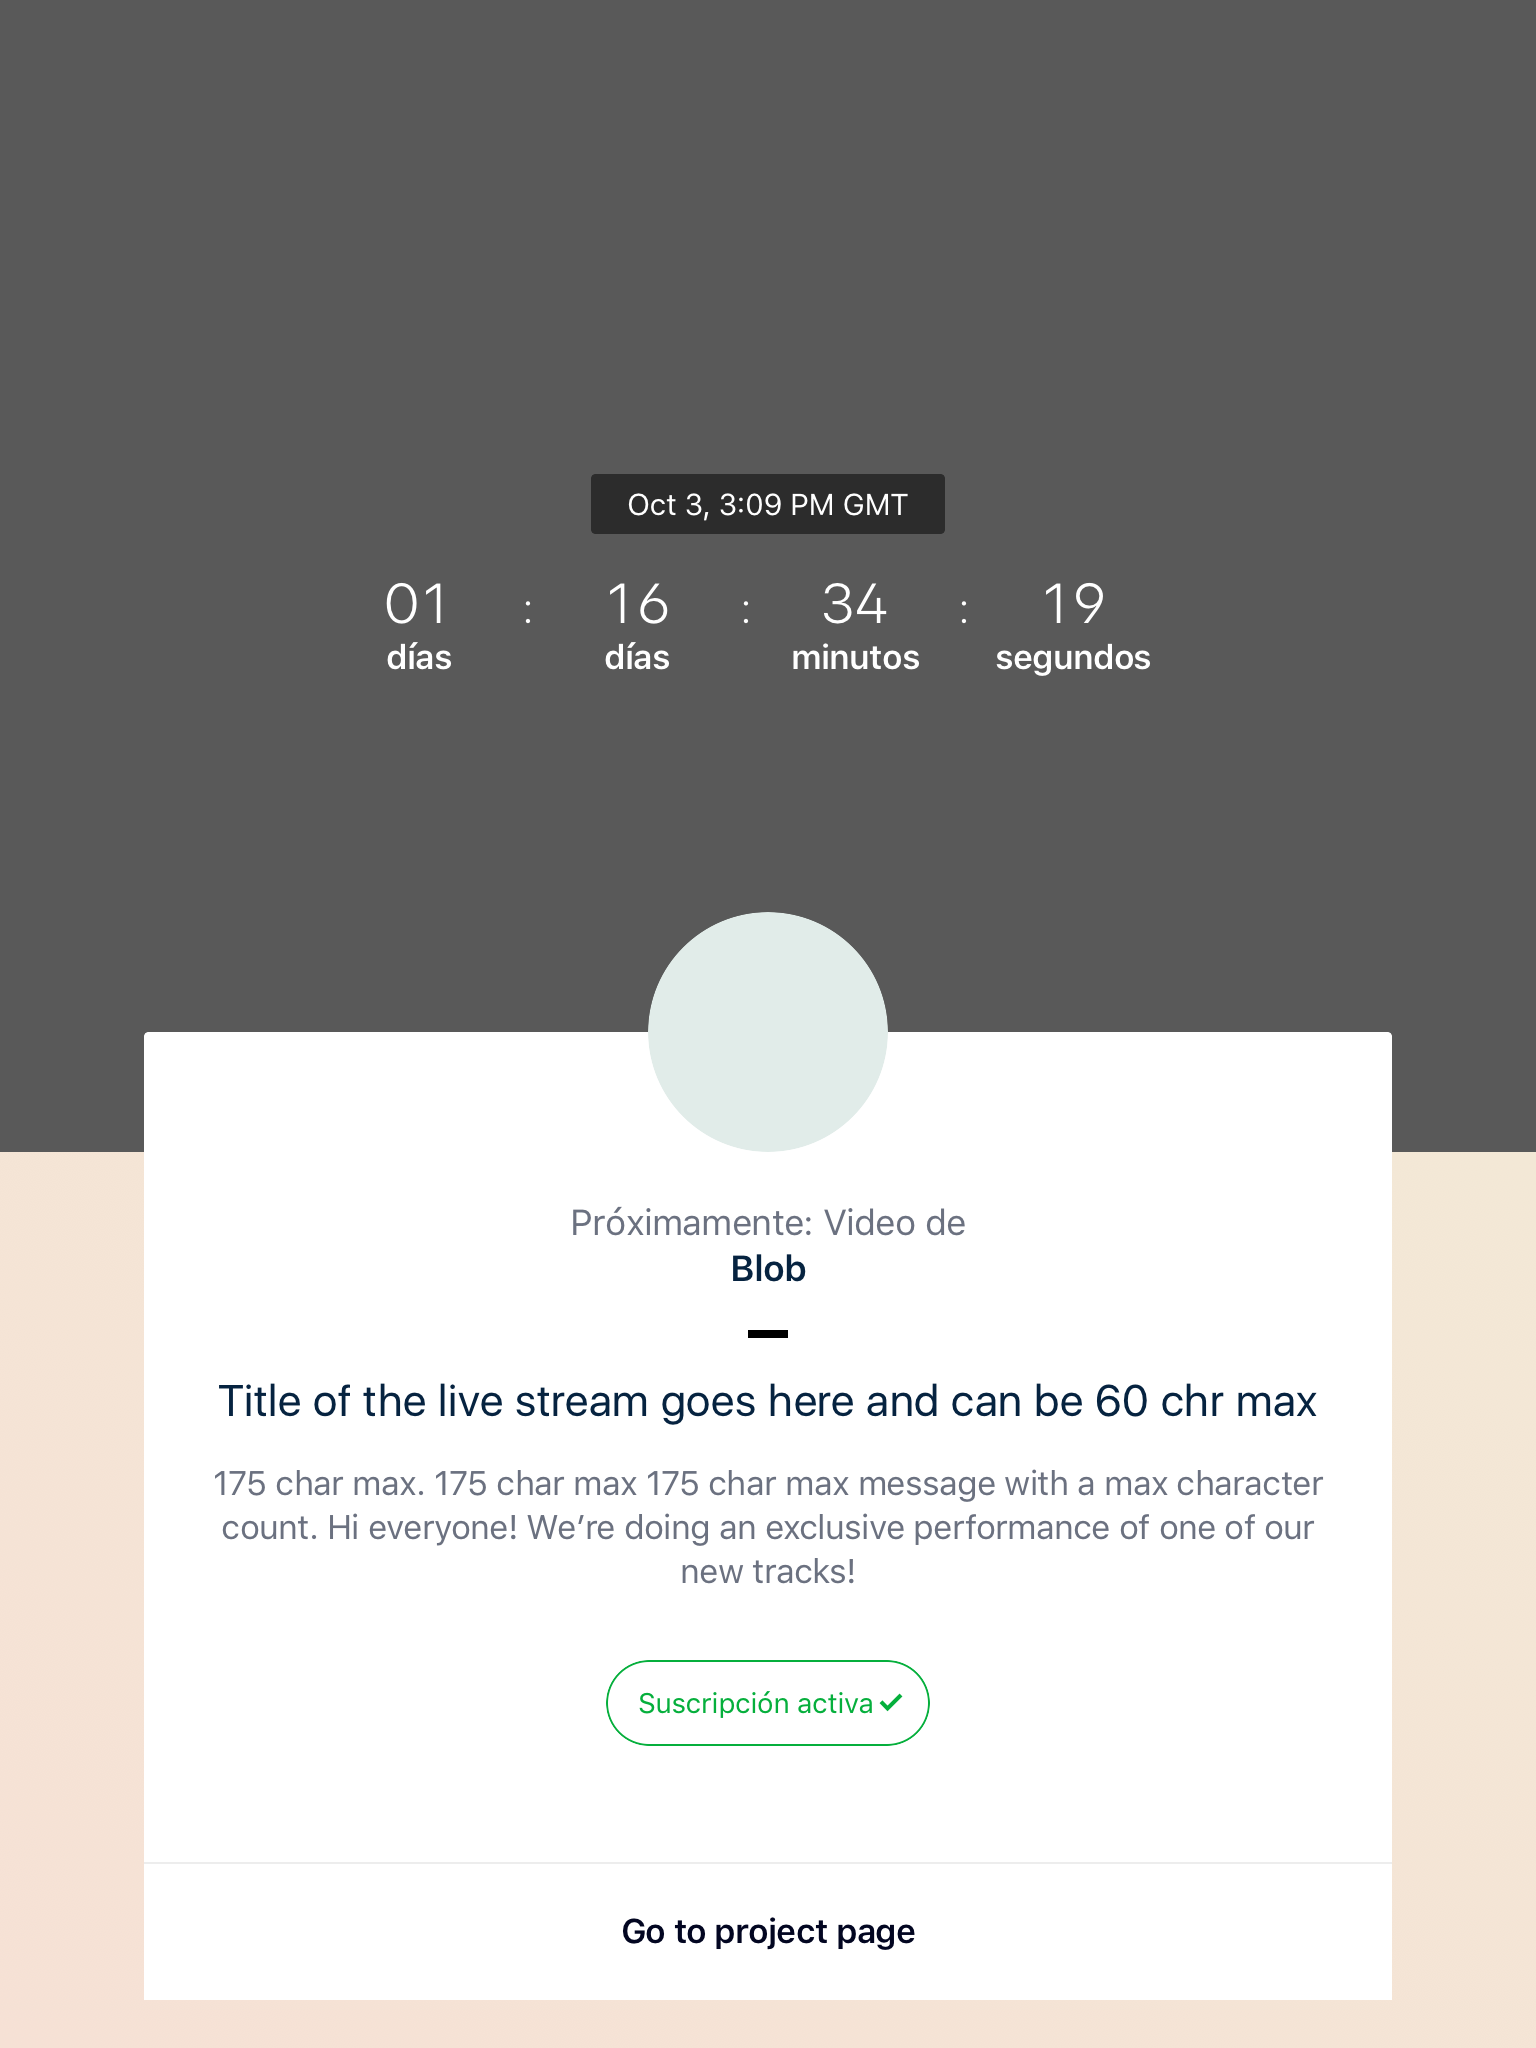 Oct 3, 3:09 PM GMT
01 : 16 : 34 : 19
días días minutos segundos
Próximamente: Video de
Blob
Title of the live stream goes here and can be 60 chr max
175 char max. 175 char max 175 char max message with a max character
count. Hi everyone! We’re doing an exclusive performance of one of our
new tracks!
Suscripción activa
Go to project page